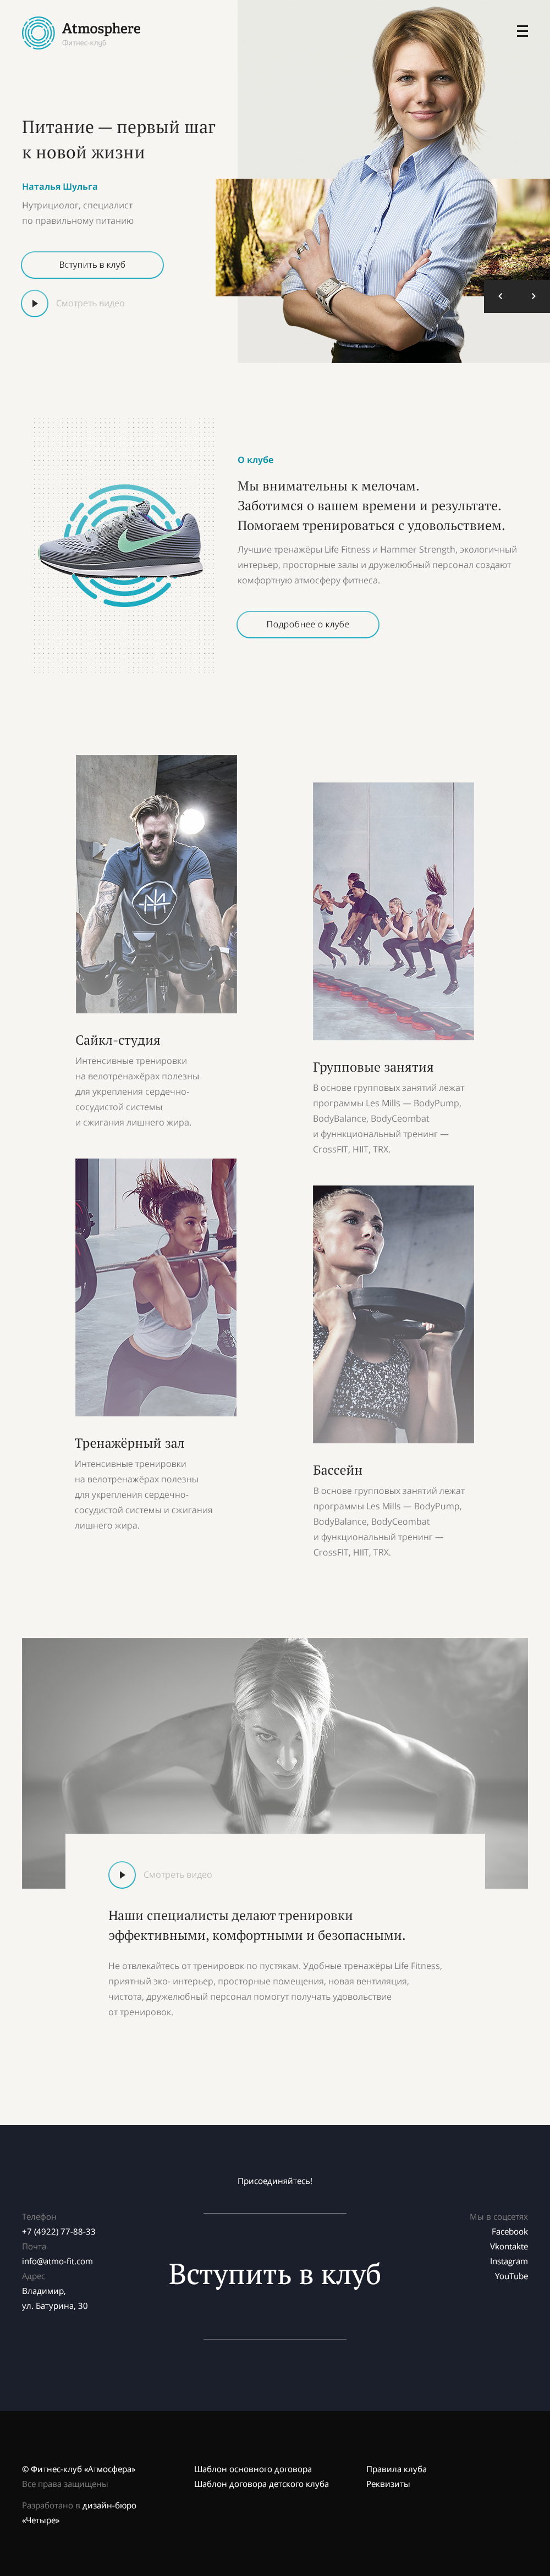 Atmosphere
Фитнес-клуб
Питание — первый шаг
к новой жизни
Наталья Шульга
Нутрициолог, специалист
по правильному питанию
Вступить в клуб
Смотреть видео
О клубе
Мы внимательны к мелочам.
Заботимся о вашем времени и результате.
Помогаем тренироваться с удовольствием.
Лучшие тренажёры Life Fitness и Hammer Strength, экологичный
интерьер, просторные залы и дружелюбный персонал создают
комфортную атмосферу фитнеса.
Подробнее о клубе
Сайкл-студия
Интенсивные тренировки
на велотренажёрах полезны
для укрепления сердечно-
сосудистой системы
и сжигания лишнего жира.
Групповые занятия
В основе групповых занятий лежат
программы Les Mills — BodyPump,
BodyBalance, BodyCeombat
и фуннкциональный тренинг —
CrossFIT, HIIT, TRX.
Тренажёрный зал
Интенсивные тренировки
на велотренажёрах полезны
для укрепления сердечно-
сосудистой системы и сжигания
лишнего жира.
Бассейн
В основе групповых занятий лежат
программы Les Mills — BodyPump,
BodyBalance, BodyCeombat
и функциональный тренинг —
CrossFIT, HIIT, TRX.
Смотреть видео
Наши специалисты делают тренировки
эффективными, комфортными и безопасными.
Не отвлекайтесь от тренировок по пустякам. Удобные тренажёры Life Fitness,
приятный эко- интерьер, просторные помещения, новая вентиляция,
чистота, дружелюбный персонал помогут получать удовольствие
от тренировок.
Присоединяйтесь!
Телефон
+7 (4922) 77-88-33
Почта
info@atmo-fit.com
Адрес
Владимир,
ул. Батурина, 30
Вступить в клуб
Мы в соцсетях
Facebook
Vkontakte
Instagram
YouTube
© Фитнес-клуб «Атмосфера»
Все права защищены
Разработано в дизайн-бюро
«Четыре»
Шаблон основного договора
Шаблон договора детского клуба
Правила клуба
Реквизиты